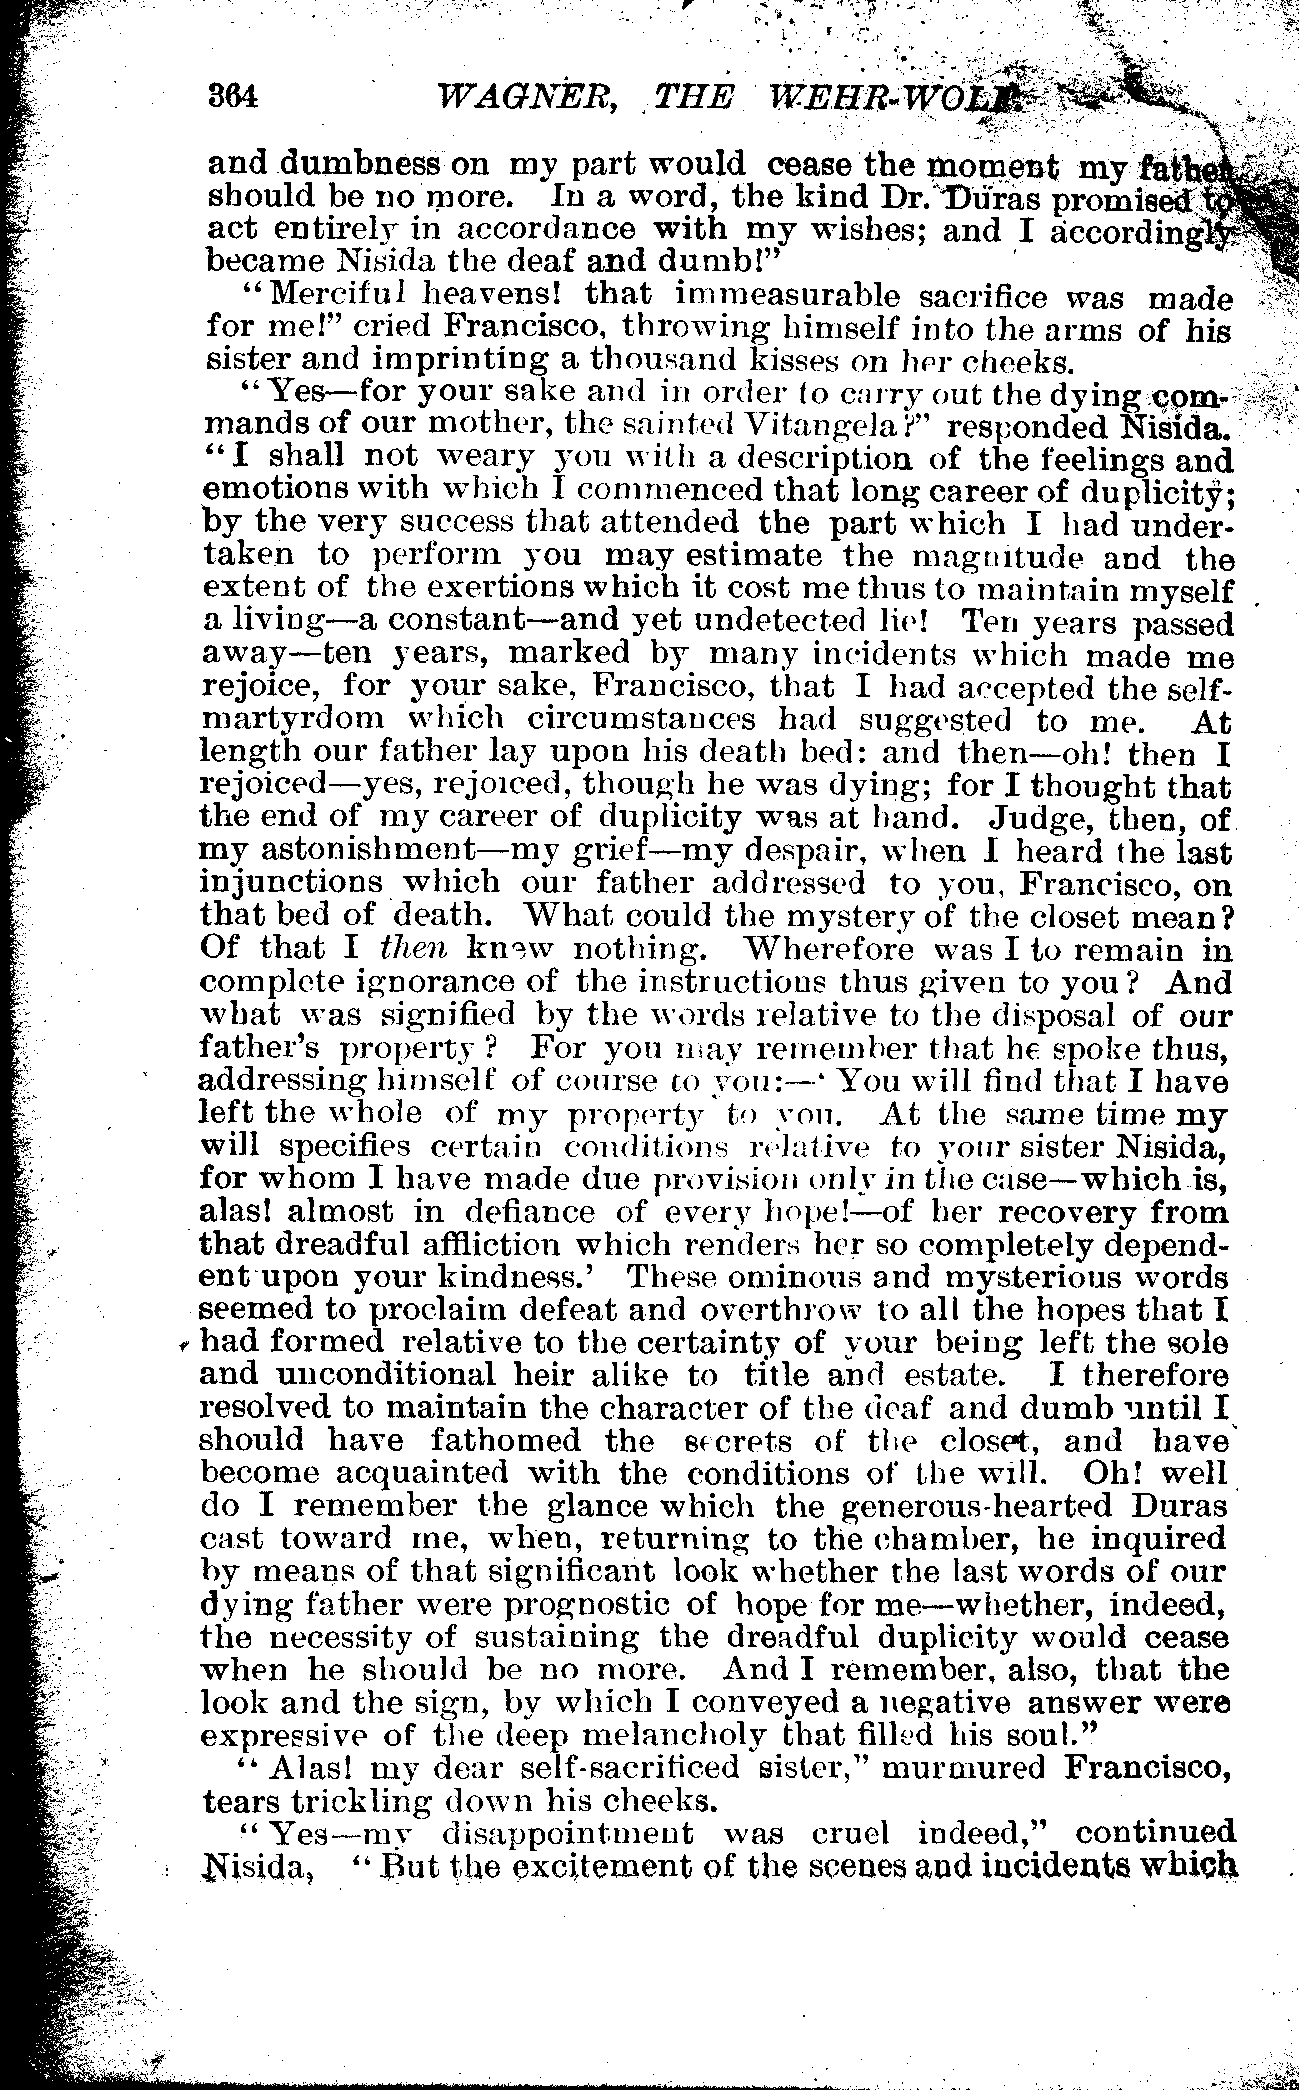 364 WAGNER, THE WEHR-WOLF.
and dumbness on my part would cease the moment my father
should be no more. In a word, the kind Dr. Duras promised to
act entirely in accordance with my wishes; and I accordingly
became Nisida the deaf and dumb!”
“Merciful heavens! that immeasurable sacrifice was made
for me!” cried Francisco, throwing himself into the arms of his
sister and imprinting a thousand kisses on her cheeks.
“Yes—for your sake and in order to carry out the dying com-
mands of our mother, the sainted Vitangela?” responded Nisida.
“I shall not weary you with a description of the feelings and
emotions with which I commenced that long career of duplicity;
by the very success that attended the part which I had under-
taken to perform you may estimate the magnitude and the
extent of the exertions which it cost me thus to maintain myself
a living—a constant—and yet undetected lie! Ten years passed
away—ten years, marked by many incidents which made me
rejoice, for your sake, Francisco, that I had accepted the self-
martyrdom which circumstances had suggested to me. At
length our father lay upon his death bed: and then—oh! then I
rejoiced—yes, rejoiced, though he was dying; for I thought that
the end of my career of duplicity was at hand. Judge, then, of
my astonishment—my grief—my despair, when I heard the last
injunctions which our father addressed to you, Francisco, on
that bed of death. What could the mystery of the closet mean?
Of that I then knew nothing. Wherefore was I to remain in
complete ignorance of the instructions thus given to you? And
what was signified by the words relative to the disposal of our
father's property? For you may remember that he spoke thus,
addressing himself of course to you:—‘You will find that I have
left the whole of my property to you. At the same time my
will specifies certain conditions relative to your sister Nisida,
for whom I have made due provision only in the case—which is,
alas! almost in defiance of every hope!—of her recovery from
that dreadful affliction which renders her so completely depend-
ent upon your kindness.’ These ominous and mysterious words
seemed to proclaim defeat and overthrow to all the hopes that I
had formed relative to the certainty of your being left the sole
and unconditional heir alike to title and estate. I therefore
resolved to maintain the character of the deaf and dumb until I
should have fathomed the secrets of the closet, and have
become acquainted with the conditions of the will. Oh! well
do I remember the glance which the generous-hearted Duras
cast toward me, when, returning to the chamber, he inquired
by means of that significant look whether the last words of our
dying father were prognostic of hope for me—whether, indeed,
the necessity of sustaining the dreadful duplicity would cease
when he should be no more. And I remember, also, that the
look and the sign, by which I conveyed a negative answer were
expressive of the deep melancholy that filled his soul.”
“Alas! my dear self-sacrificed sister,” murmured Francisco,
tears trickling down his cheeks.
“Yes—my disappointment was cruel indeed,” continued
Nisida, “But the excitement of the scenes and incidents which